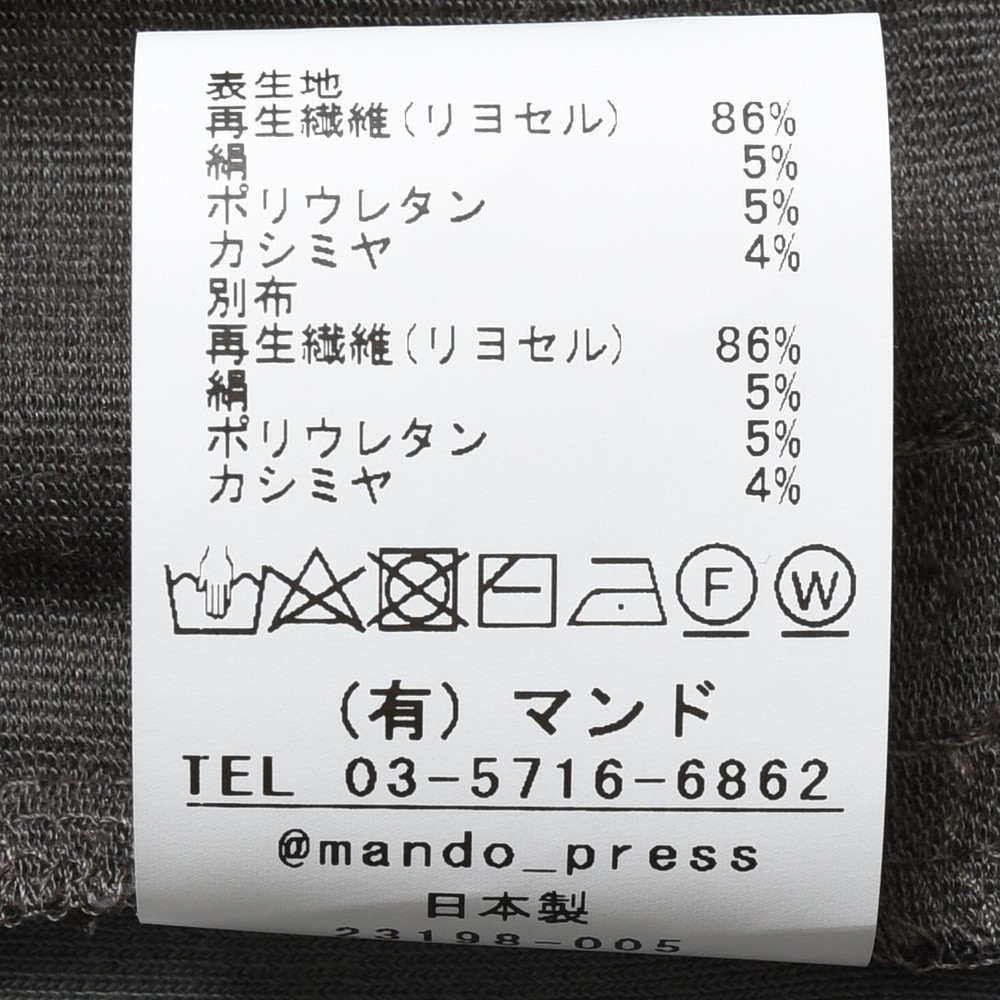 表生地
再生繊維(リヨセル) 86%
絹 5%
ポリウレタン 5%
カシミヤ 4%
別布
再生繊維(リヨセル) 86%
絹 5%
ポリウレタン 5%
カシミヤ 4%
F W
(有)マンド
TEL 03-5716-6862
@mando_press
日本製
23198-005